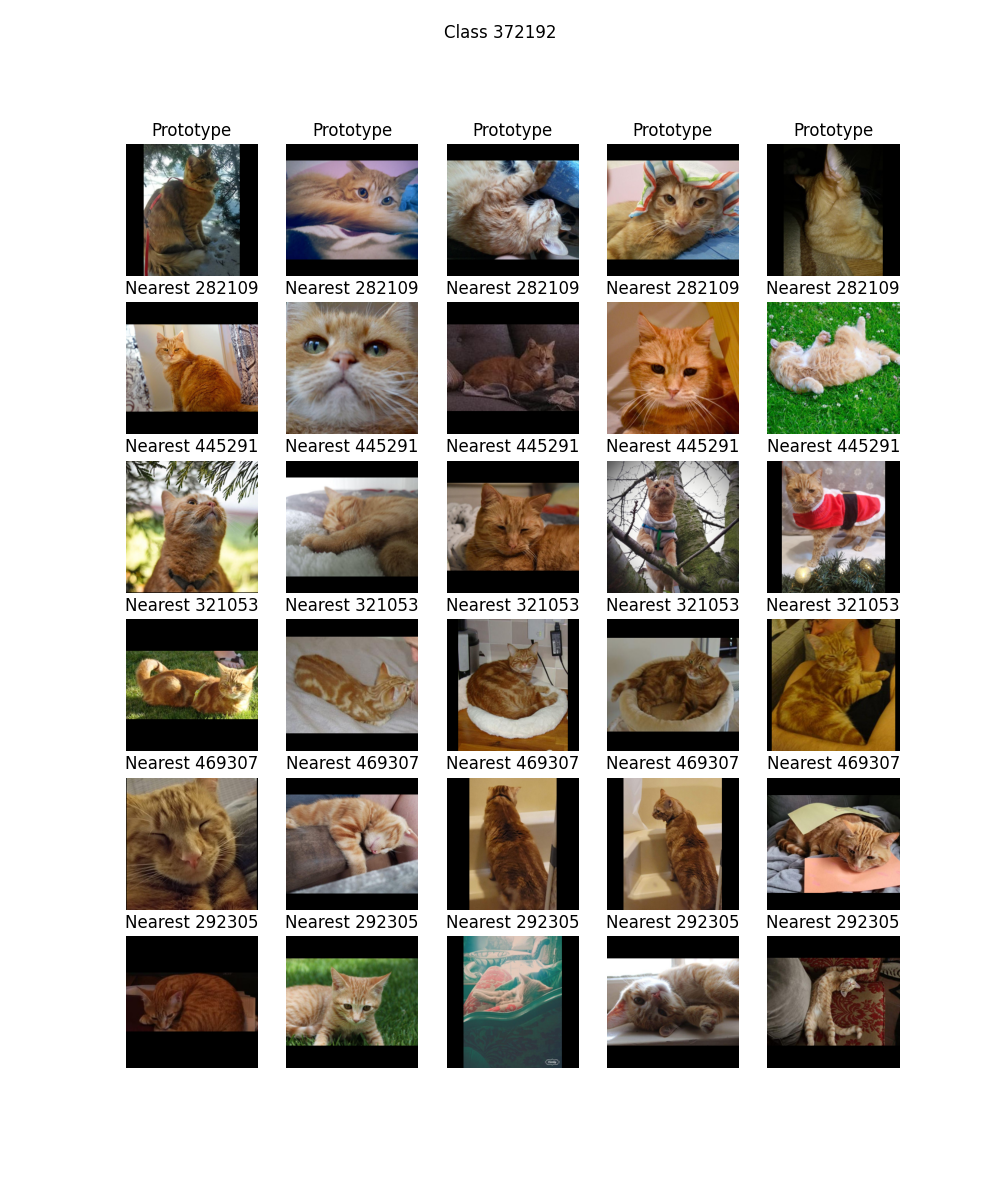 Class 372192
Prototype Prototype Prototype Prototype Prototype
Nearest 282109 Nearest 282109 Nearest 282109 Nearest 282109 Nearest 282109
Nearest 445291 Nearest 445291 Nearest 445291 Nearest 445291 Nearest 445291
Nearest 321053 Nearest 321053 Nearest 321053 Nearest 321053 Nearest 321053
Nearest 469307 Nearest 469307 Nearest 469307 Nearest 469307 Nearest 469307
Nearest 292305 Nearest 292305 Nearest 292305 Nearest 292305 Nearest 292305